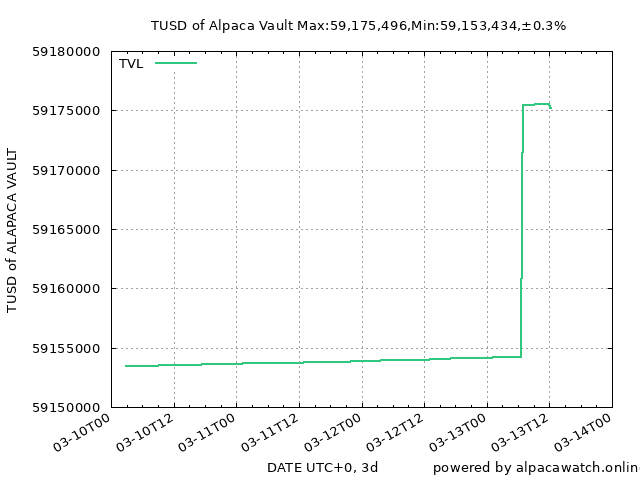 TUSD of Alpaca Vault Max:59,175,496,Min:59,153,434,±0.3%
TVL
59180000
59175000
59170000
59165000
59160000
59155000
59150000
TUSD of ALAPACA VAULT
03-10T00
03-10T12
03-11T00
03-11T12
03-12T00
03-12T12
03-13T00
03-13T12
03-14T00
DATE UTC+0, 3d
powered by alpacawatch.onlin